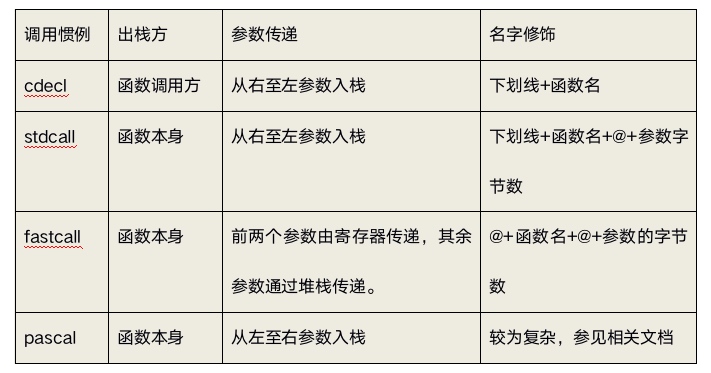 调用惯例 出栈方 参数传递 名字修饰
cdecl 函数调用方 从右至左参数入栈 下划线+函数名
stdcall 函数本身 从右至左参数入栈 下划线+函数名+@+参数字
节数
fastcall 函数本身 前两个参数由寄存器传递，其余 @+函数名+@+参数的字节
参数通过堆栈传递。 数
pascal 函数本身 从左至右参数入栈 较为复杂，参见相关文档